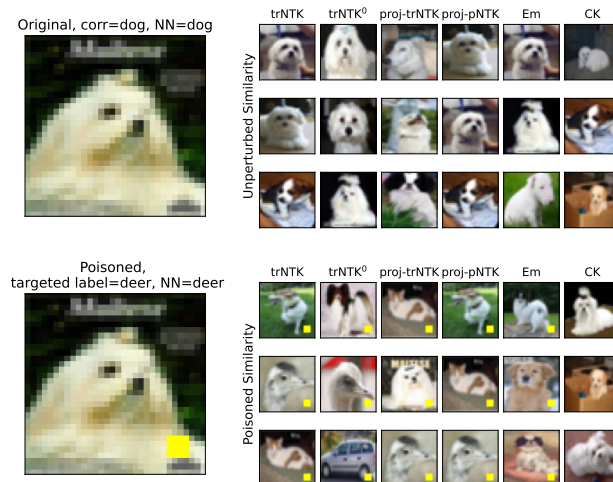 Original, corr=dog, NN=dog
trNTK trNTK⁰ proj-trNTK proj-pNTK Em CK
Unperturbed Similarity
Poisoned,
targeted label=deer, NN=deer
trNTK trNTK⁰ proj-trNTK proj-pNTK Em CK
Poisoned Similarity